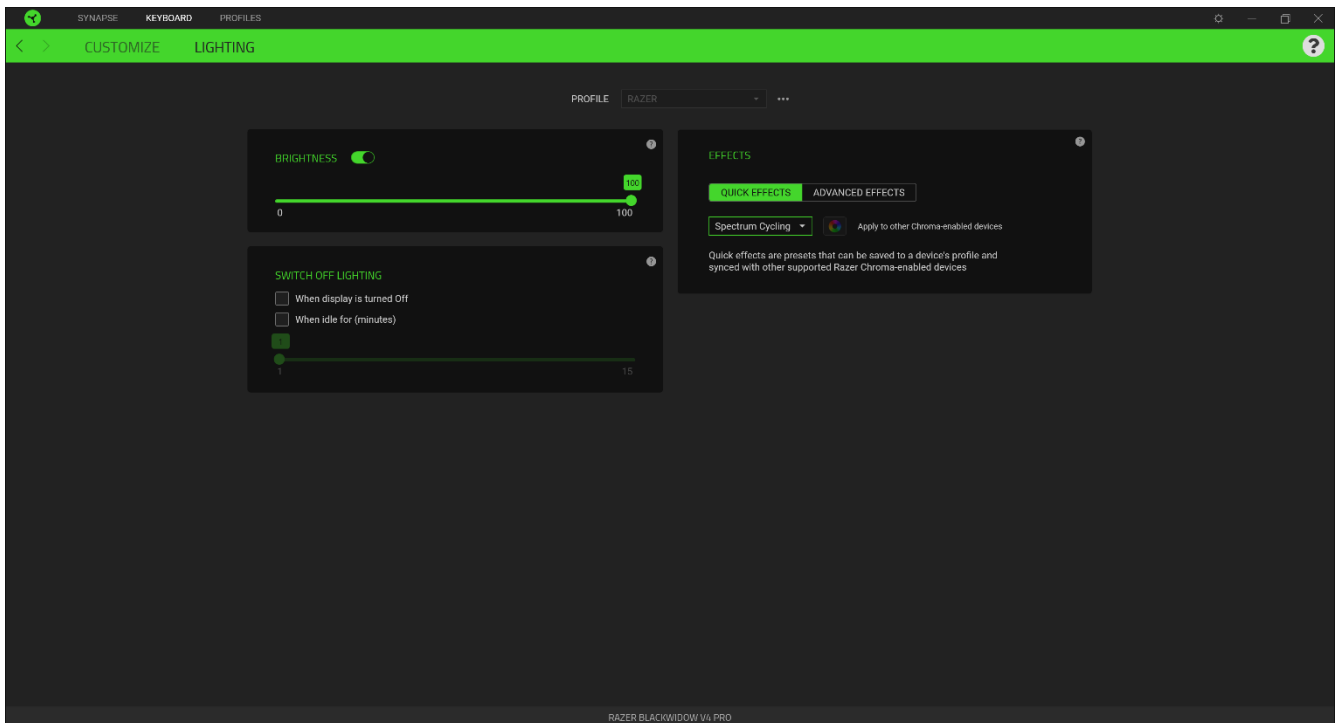 SYNAPSE KEYBOARD PROFILES
CUSTOMIZE LIGHTING
?
PROFILE RAZER
BRIGHTNESS
100
0 100
SWITCH OFF LIGHTING
When display is turned Off
When idle for (minutes)
1
1 15
EFFECTS
QUICK EFFECTS ADVANCED EFFECTS
Spectrum Cycling Apply to other Chroma-enabled devices
Quick effects are presets that can be saved to a device's profile and
synced with other supported Razer Chroma-enabled devices
RAZER BLACKWIDOW V4 PRO